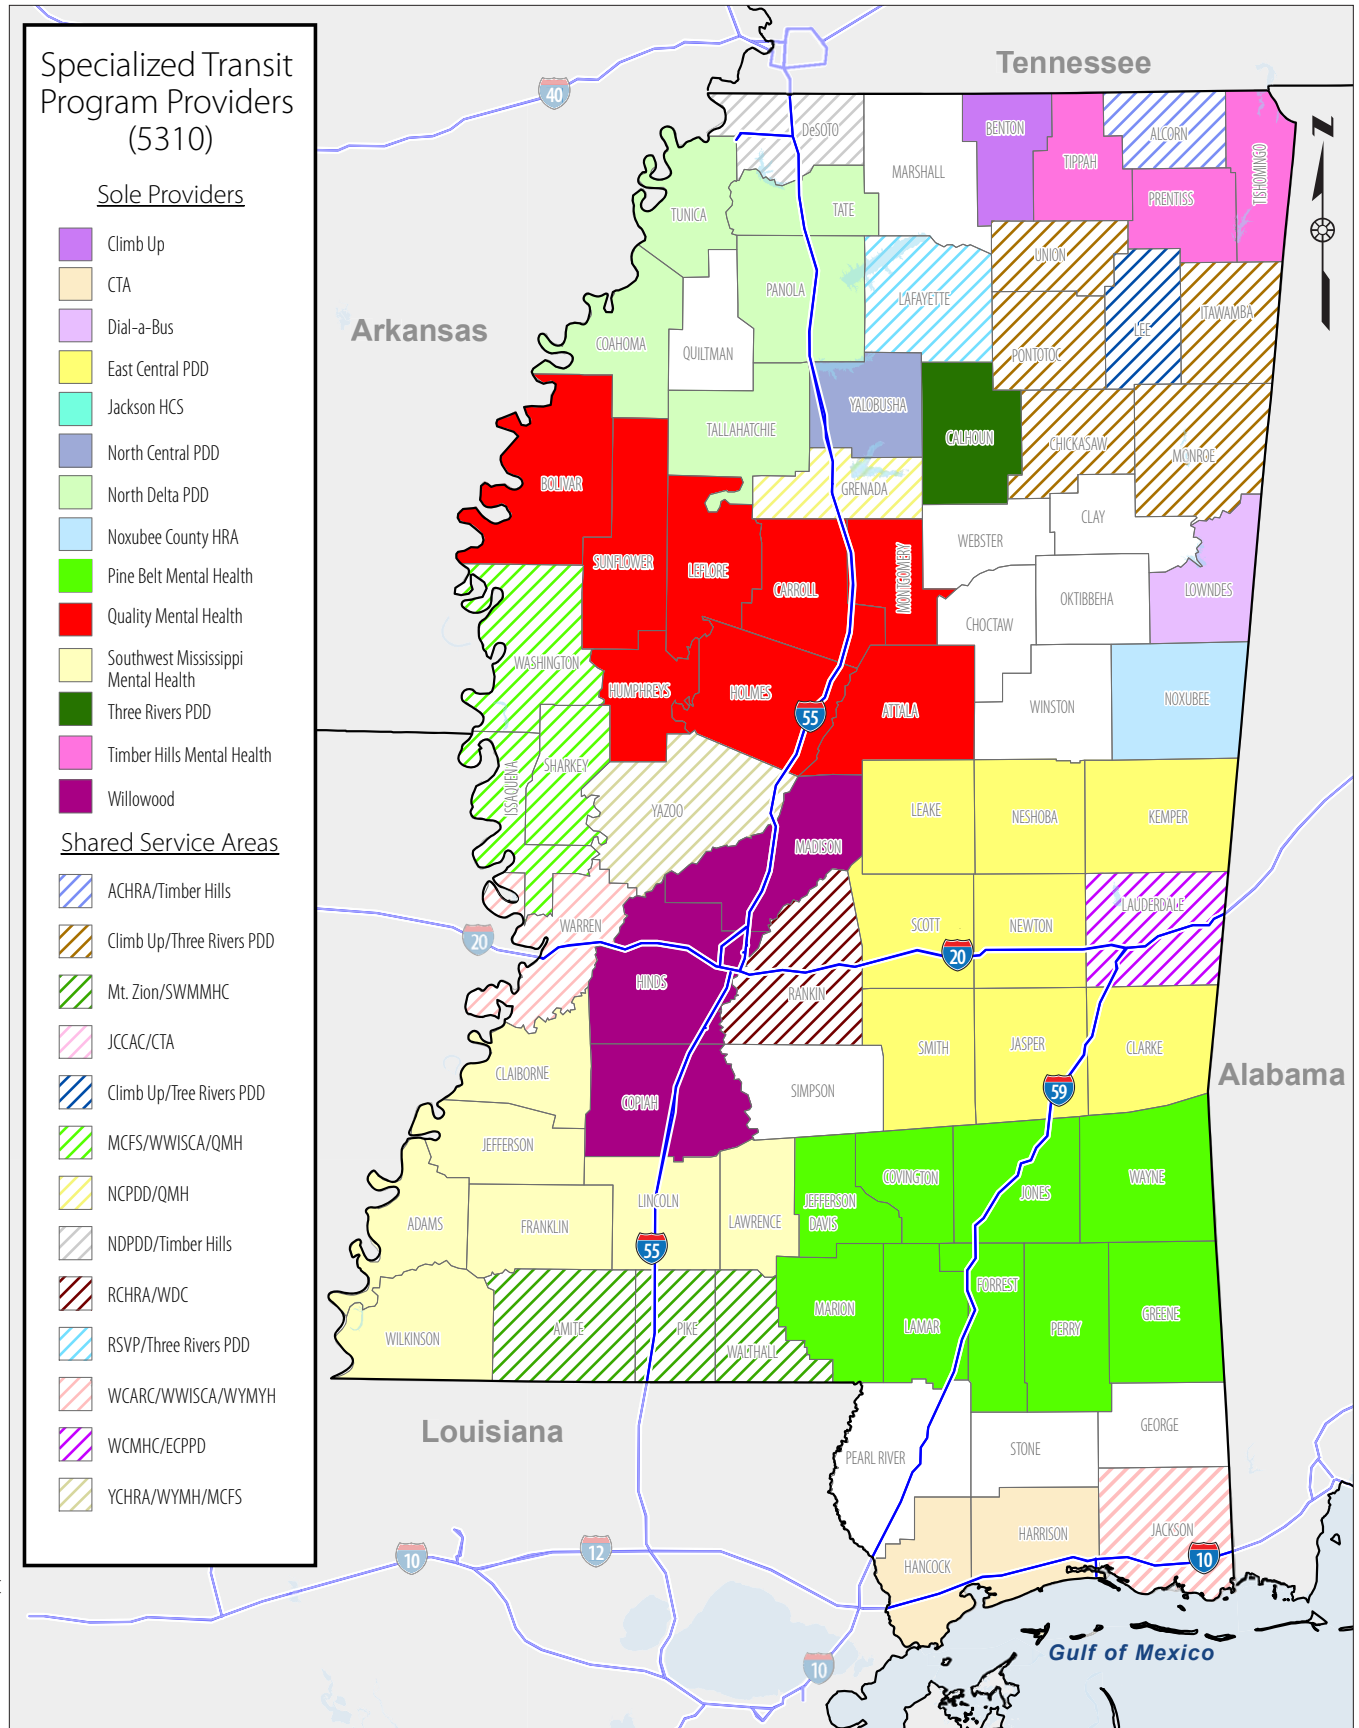 Specialized Transit
Program Providers
(5310)
Sole Providers
Climb Up
CTA
Dial-a-Bus
East Central PDD
Jackson HCS
North Central PDD
North Delta PDD
Noxubee County HRA
Pine Belt Mental Health
Quality Mental Health
Southwest Mississippi
Mental Health
Three Rivers PDD
Timber Hills Mental Health
Willowood
Shared Service Areas
ACHRA/Timber Hills
Climb Up/Three Rivers PDD
Mt. Zion/SWMMHC
JCCAC/CTA
Climb Up/Tree Rivers PDD
MCFS/WWISCA/QMH
NCPDD/QMH
NDPDD/Timber Hills
RCHRA/WDC
RSVP/Three Rivers PDD
WCARC/WWISCA/WYMYH
WCMHC/ECPPD
YCHRA/WYMH/MCFS
Tennessee
40
N
DeSOTO
BENTON
ALCORN
MARSHALL
TIPPAH
TISHOMINGO
PRENTISS
TUNICA
TATE
UNION
PANOLA
LAFAYETTE
ITAWAMBA
Arkansas
LEE
COAHOMA
QUILTMAN
PONTOTOC
YALOBUSHA
TALLAHATCHIE
CALHOUN
CHICKASAW
MONROE
BOLIVAR
GRENADA
CLAY
WEBSTER
SUNFLOWER
LEFLORE
CARROLL
MONTGOMERY
LOWNDES
OKTIBBEHA
CHOCTAW
WASHINGTON
HUMPHREYS
HOLMES
ATTALA
WINSTON
NOXUBEE
55
SHARKEY
ISSAQUENA
YAZOO
LEAKE
NESHOBA
KEMPER
MADISON
LAUDERDALE
WARREN
SCOTT
NEWTON
20
20
HINDS
RANKIN
SMITH
JASPER
CLARKE
CLAIBORNE
Alabama
SIMPSON
59
COPIAH
JEFFERSON
COVINGTON
WAYNE
JONES
LINCOLN
JEFFERSON
DAVIS
ADAMS
FRANKLIN
LAWRENCE
55
FORREST
MARION
GREENE
LAMAR
PERRY
AMITE
PIKE
WILKINSON
WALTHALL
Louisiana
GEORGE
STONE
PEARL RIVER
JACKSON
HARRISON
10
12
10
HANCOCK
Gulf of Mexico
10